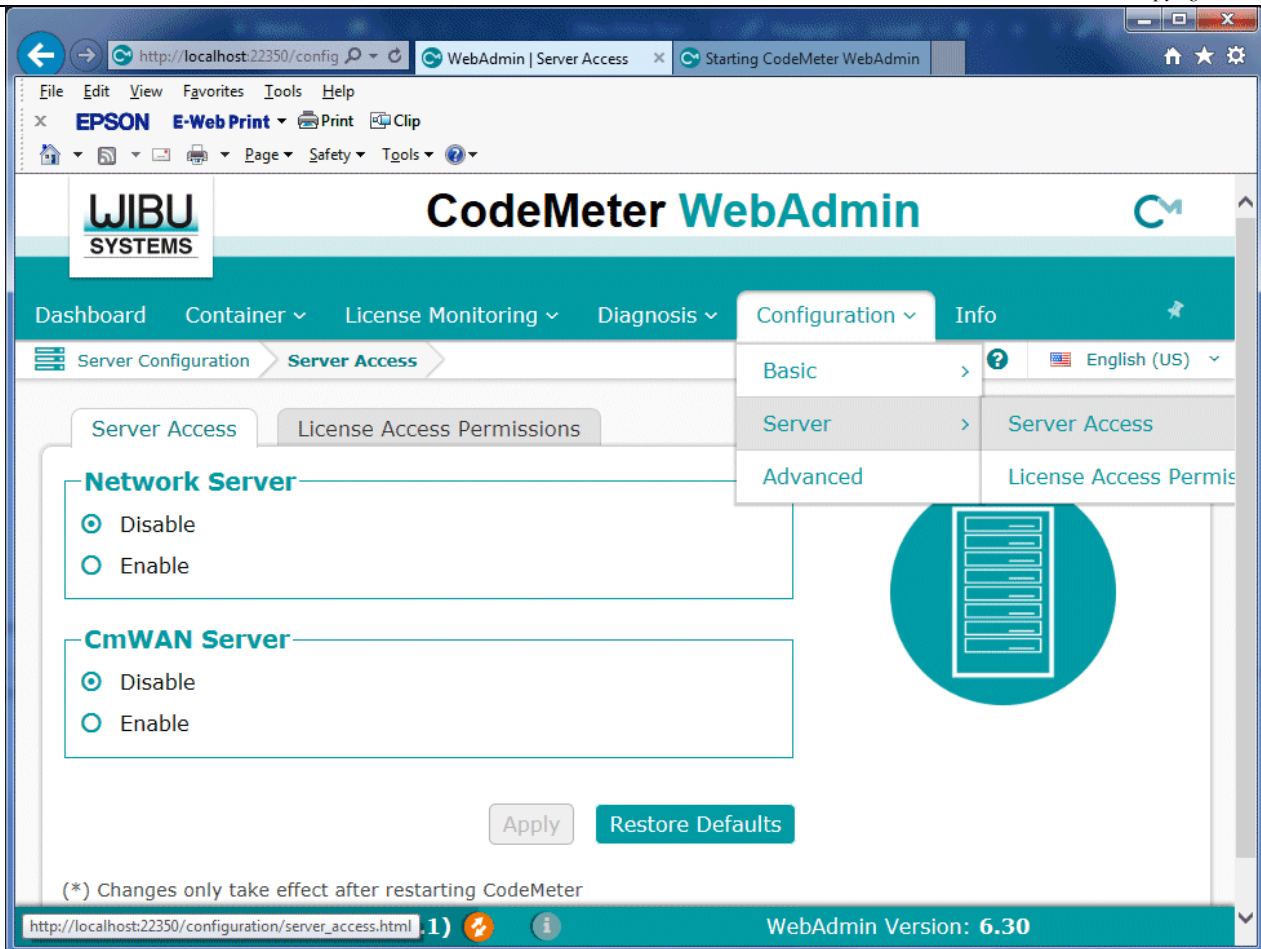 http://localhost:22350/config
WebAdmin | Server Access
Starting CodeMeter WebAdmin
File Edit View Favorites Tools Help
EPSON E-Web Print Print Clip
Page Safety Tools
WIBU
SYSTEMS
CodeMeter WebAdmin
Dashboard Container License Monitoring Diagnosis Configuration Info
Server Configuration Server Access
English (US)
Basic
Server
Advanced
Server Access
License Access Permis
Server Access License Access Permissions
Network Server
Disable
Enable
CmWAN Server
Disable
Enable
Apply Restore Defaults
(*) Changes only take effect after restarting CodeMeter
http://localhost:22350/configuration/server_access.html .1) WebAdmin Version: 6.30